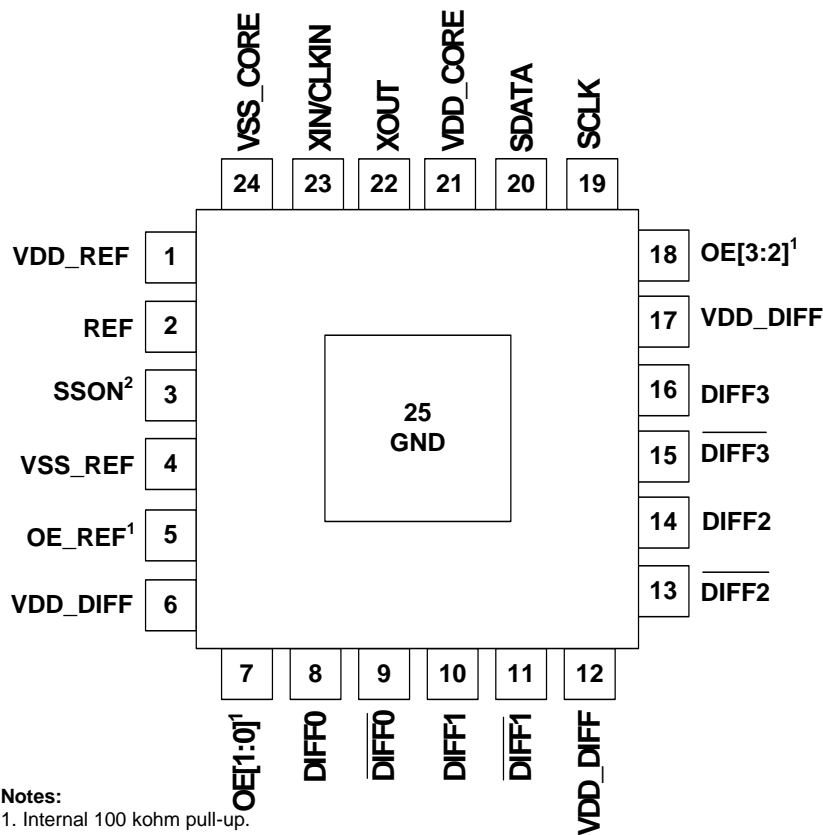 VSS_CORE
XIN/CLKIN
XOUT
VDD_CORE
SDATA
SCLK
24 23 22 21 20 19
VDD_REF 1
REF 2
SSON²
3
VSS_REF 4
OE_REF¹ 5
VDD_DIFF 6
18 OE[3:2]¹
17 VDD_DIFF
16 DIFF3
15 DIFF3
14 DIFF2
13 DIFF2
25
GND
7 8 9 10 11 12
OE[1:0]¹
DIFF0
DIFF0
DIFF1
DIFF1
VDD_DIFF
Notes:
1. Internal 100 kohm pull-up.